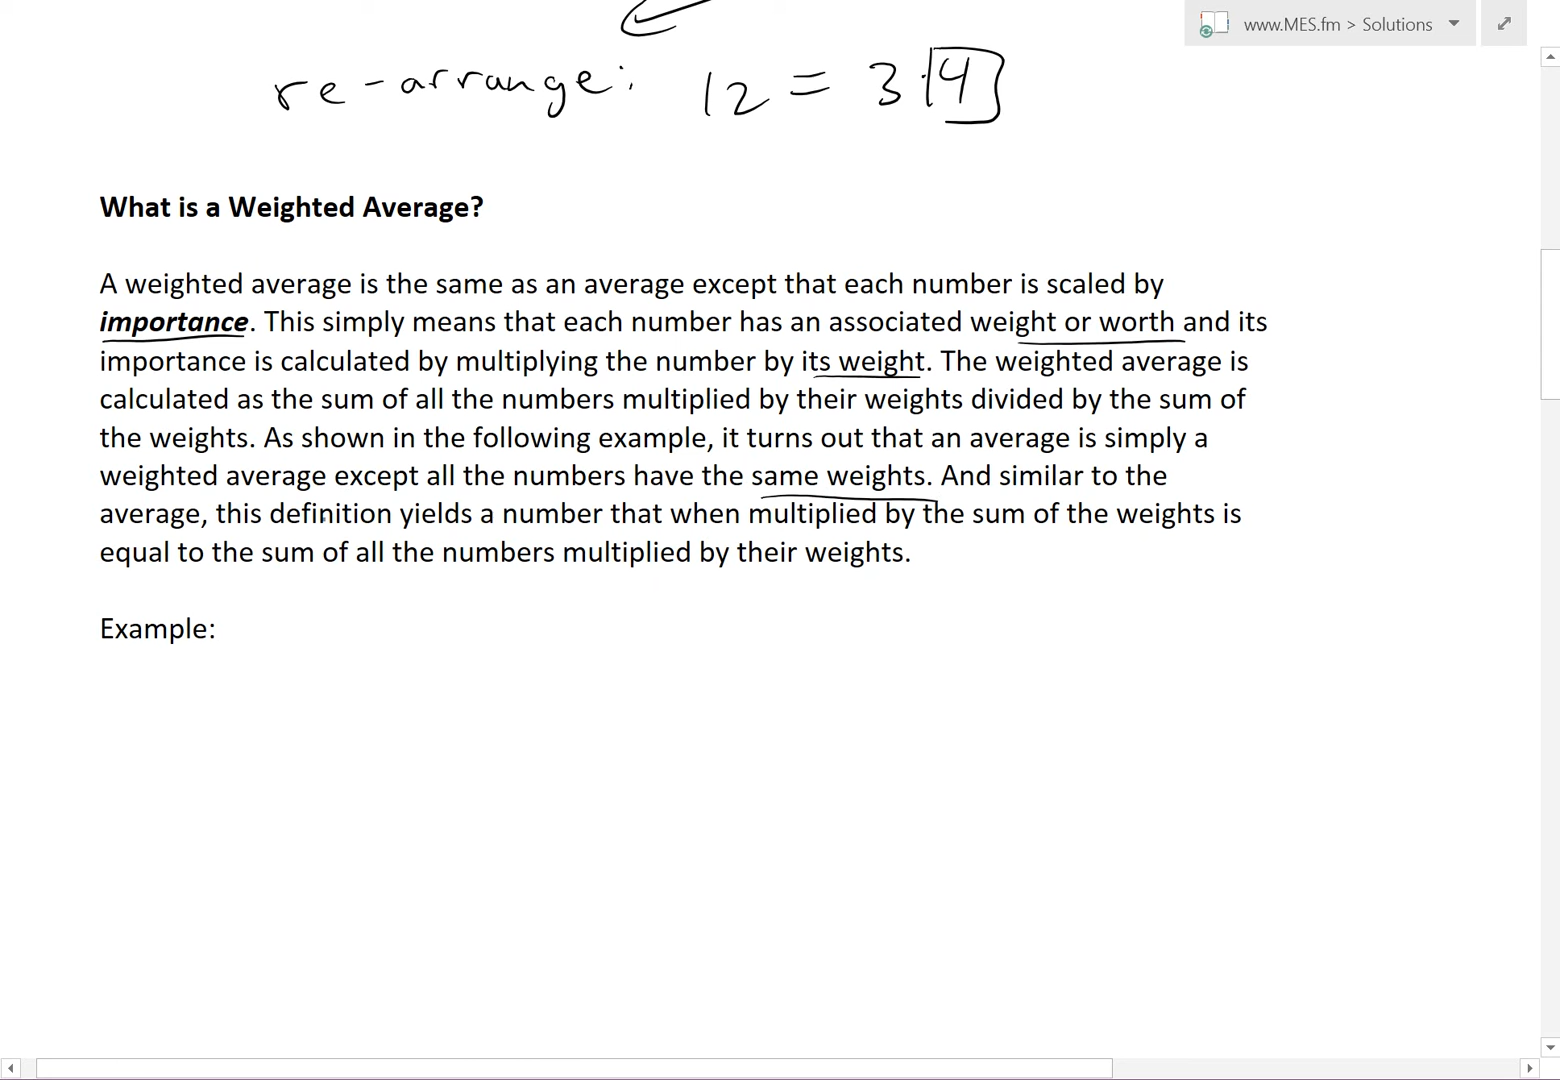 www.MES.fm > Solutions
re-arrange: 12 = 3·4
What is a Weighted Average?
A weighted average is the same as an average except that each number is scaled by
importance. This simply means that each number has an associated weight or worth and its
importance is calculated by multiplying the number by its weight. The weighted average is
calculated as the sum of all the numbers multiplied by their weights divided by the sum of
the weights. As shown in the following example, it turns out that an average is simply a
weighted average except all the numbers have the same weights. And similar to the
average, this definition yields a number that when multiplied by the sum of the weights is
equal to the sum of all the numbers multiplied by their weights.
Example: